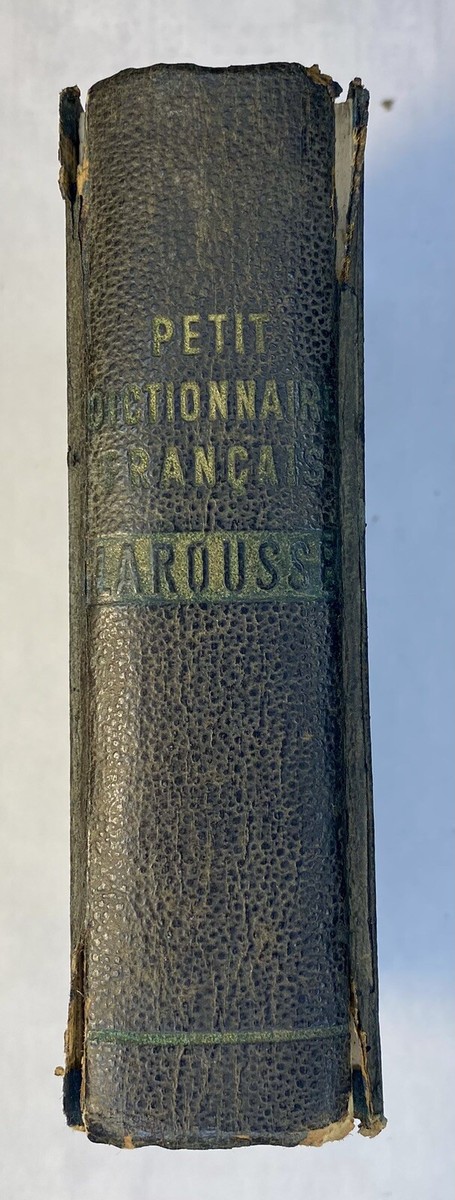 PETIT
DICTIONNAIRE
FRANÇAIS
LAROUSSE